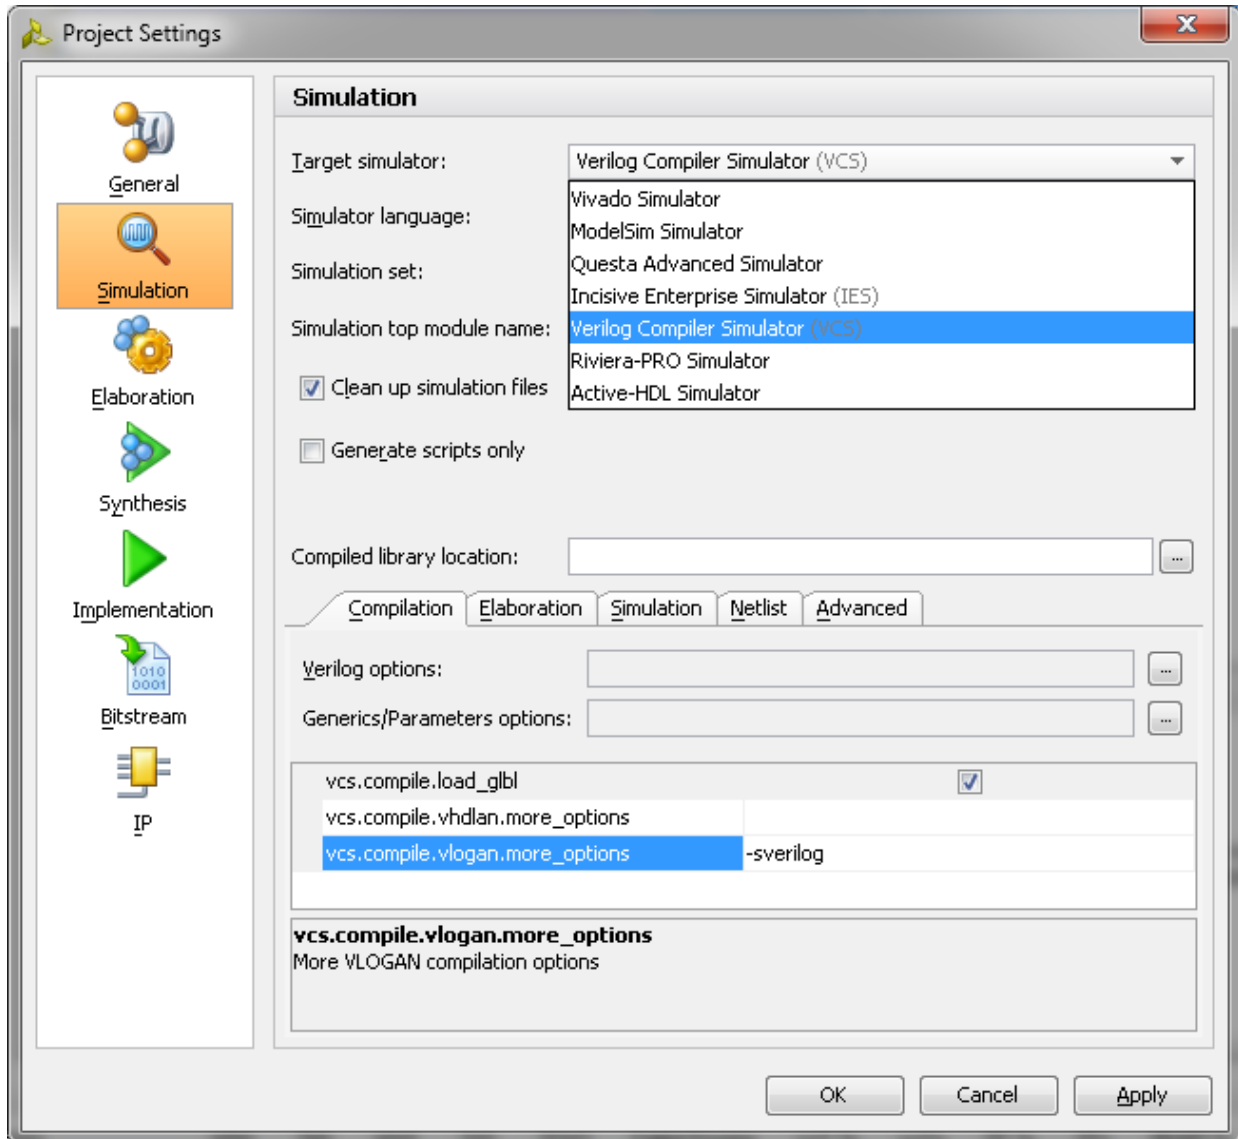 Project Settings
General
Simulation
Elaboration
Synthesis
Implementation
1010
0001
Bitstream
IP
Simulation
Target simulator: Verilog Compiler Simulator (VCS)
Vivado Simulator
Simulator language:
ModelSim Simulator
Simulation set: Questa Advanced Simulator
Incisive Enterprise Simulator (IES)
Simulation top module name: Verilog Compiler Simulator (VCS)
Riviera-PRO Simulator
Clean up simulation files
Active-HDL Simulator
Generate scripts only
Compiled library location: ...
Compilation Elaboration Simulation Netlist Advanced
Verilog options: ...
Generics/Parameters options: ...
vcs.compile.load_glbl
vcs.compile.vhdlan.more_options
vcs.compile.vlogan.more_options -sverilog
vcs.compile.vlogan.more_options
More VLOGAN compilation options
OK Cancel Apply